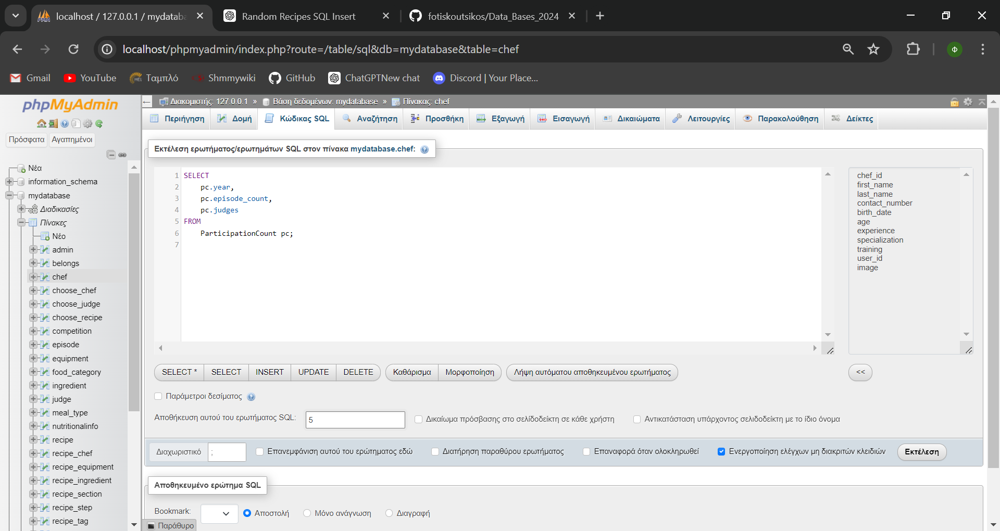 localhost / 127.0.0.1 / mydataba
Random Recipes SQL Insert
fotiskoutsikos/Data_Bases_2024
localhost/phpmyadmin/index.php?route=/table/sql&db=mydatabase&table=chef
Φ
Gmail
YouTube
Ταμπλό
Shmmywiki
GitHub
ChatGPTNew chat
Discord | Your Place...
phpMyAdmin
Πρόσφατα
Αγαπημένοι
Νέα
information_schema
mydatabase
Διαδικασίες
Πίνακες
Νέο
admin
belongs
chef
choose_chef
choose_judge
choose_recipe
competition
episode
equipment
food_category
ingredient
judge
meal_type
nutritionalinfo
recipe
recipe_chef
recipe_equipment
recipe_ingredient
recipe_section
recipe_step
recipe_tag
Διακομιστής: 127.0.0.1 » Βάση δεδομένων: mydatabase » Πίνακας: chef
Περιήγηση
Δομή
Κώδικας SQL
Αναζήτηση
Προσθήκη
Εξαγωγή
Εισαγωγή
Δικαιώματα
Λειτουργίες
Παρακολούθηση
Δείκτες
Εκτέλεση ερωτήματος/ερωτημάτων SQL στον πίνακα mydatabase.chef:
1 SELECT
2 pc.year,
3 pc.episode_count,
4 pc.judges
5 FROM
6 ParticipationCount pc;
7
chef_id
first_name
last_name
contact_number
birth_date
age
experience
specialization
training
user_id
image
SELECT *
SELECT
INSERT
UPDATE
DELETE
Καθάρισμα
Μορφοποίηση
Λήψη αυτόματου αποθηκευμένου ερωτήματος
<<
Παράμετροι δεσίματος
Αποθήκευση αυτού του ερωτήματος SQL:
5
Δικαίωμα πρόσβασης στο σελίδοδείκτη σε κάθε χρήστη
Αντικατάσταση υπάρχοντος σελιδοδείκτη με το ίδιο όνομα
Διαχωριστικό
;
Επανεμφάνιση αυτού του ερώτηματος εδώ
Διατήρηση παραθύρου ερωτήματος
Επαναφορά όταν ολοκληρωθεί
Ενεργοποίηση ελέγχων μη διακριτών κλειδιών
Εκτέλεση
Αποθηκευμένο ερώτημα SQL
Bookmark:
Αποστολή
Μόνο ανάγνωση
Διαγραφή
Παράθυρο